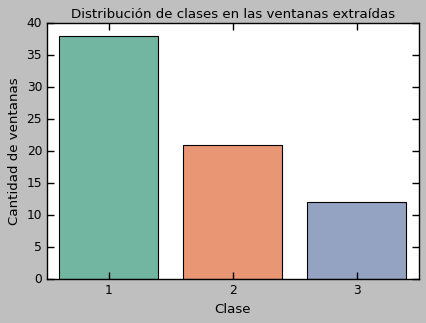 Distribución de clases en las ventanas extraídas
Cantidad de ventanas
40
35
30
25
20
15
10
5
0
1 2 3
Clase